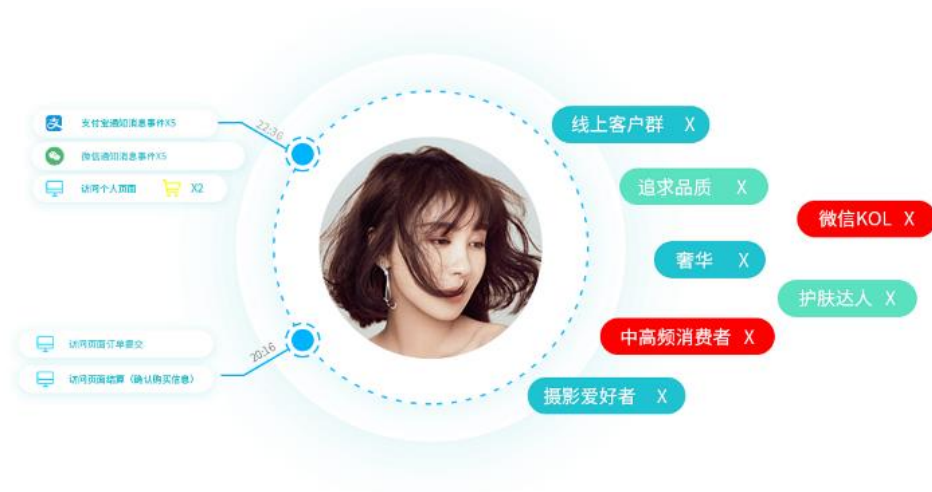 支付宝通知消息事件X5
22:36
微信通知消息事件X5
访问个人页面 X2
访问页面订单提交
20:16
访问页面结算（确认购买信息）
线上客户群 X
追求品质 X
微信KOL X
奢华 X
护肤达人 X
中高频消费者 X
摄影爱好者 X